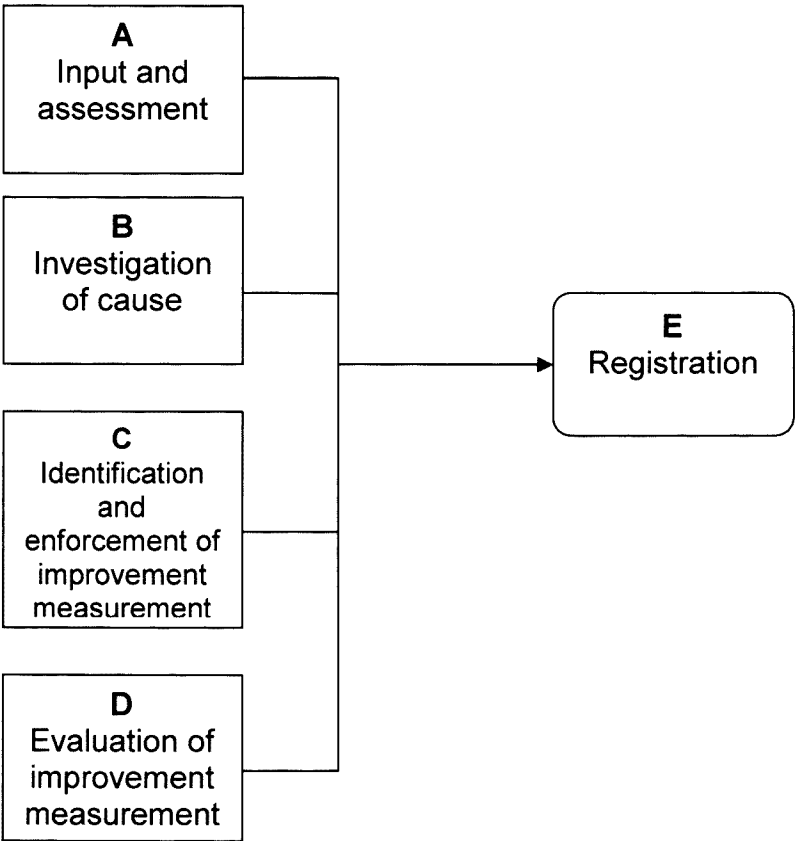 A
Input and
assessment
B
Investigation
of cause
C
Identification
and
enforcement of
improvement
measurement
D
Evaluation of
improvement
measurement
E
Registration